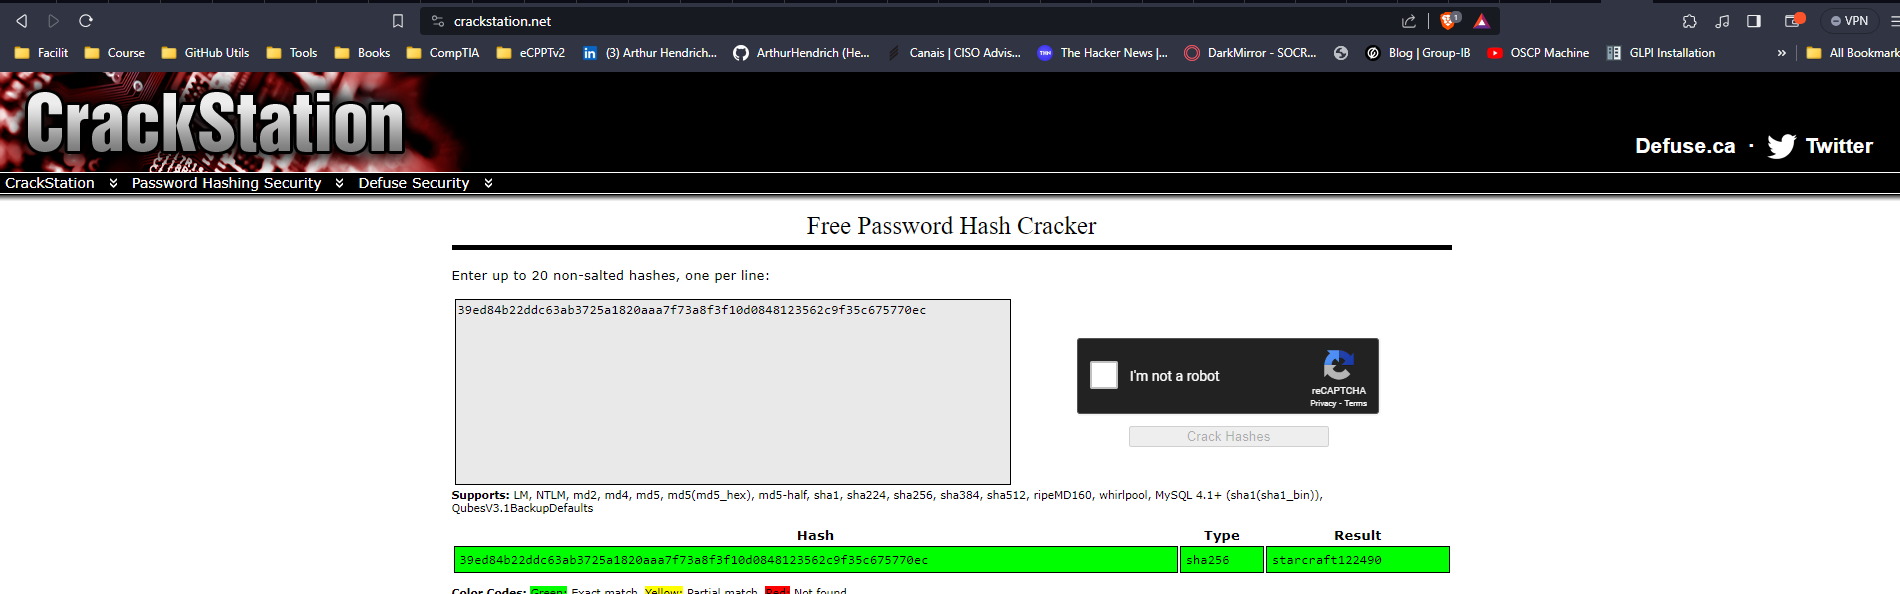 crackstation.net
1
VPN
Facilit Course GitHub Utils Tools Books CompTIA eCPPTv2 in (3) Arthur Hendrich... ArthurHendrich (He... Canais | CISO Advis... The Hacker News |... DarkMirror - SOCR... Blog | Group-IB OSCP Machine GLPI Installation » All Bookmark
CrackStation
Defuse.ca · Twitter
CrackStation Password Hashing Security Defuse Security
Free Password Hash Cracker
Enter up to 20 non-salted hashes, one per line:
39ed84b22ddc63ab3725a1820aaa7f73a8f3f10d0848123562c9f35c675770ec
I'm not a robot
reCAPTCHA
Privacy - Terms
Crack Hashes
Supports: LM, NTLM, md2, md4, md5, md5(md5_hex), md5-half, sha1, sha224, sha256, sha384, sha512, ripeMD160, whirlpool, MySQL 4.1+ (sha1(sha1_bin)),
QubesV3.1BackupDefaults
Hash Type Result
39ed84b22ddc63ab3725a1820aaa7f73a8f3f10d0848123562c9f35c675770ec sha256 starcraft122490
Color Codes: Green: Exact match, Yellow: Partial match, Red: Not found.